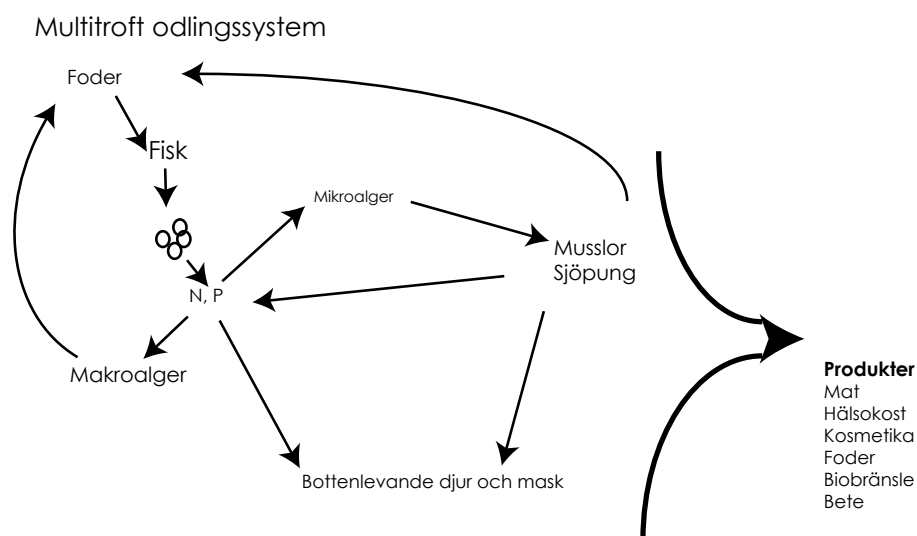 Multitroft odlingssystem
Foder
Fisk
Mikroalger
Musslor
Sjöpung
N, P
Makroalger
Bottenlevande djur och mask
Produkter
Mat
Hälsokost
Kosmetika
Foder
Biobränsle
Bete